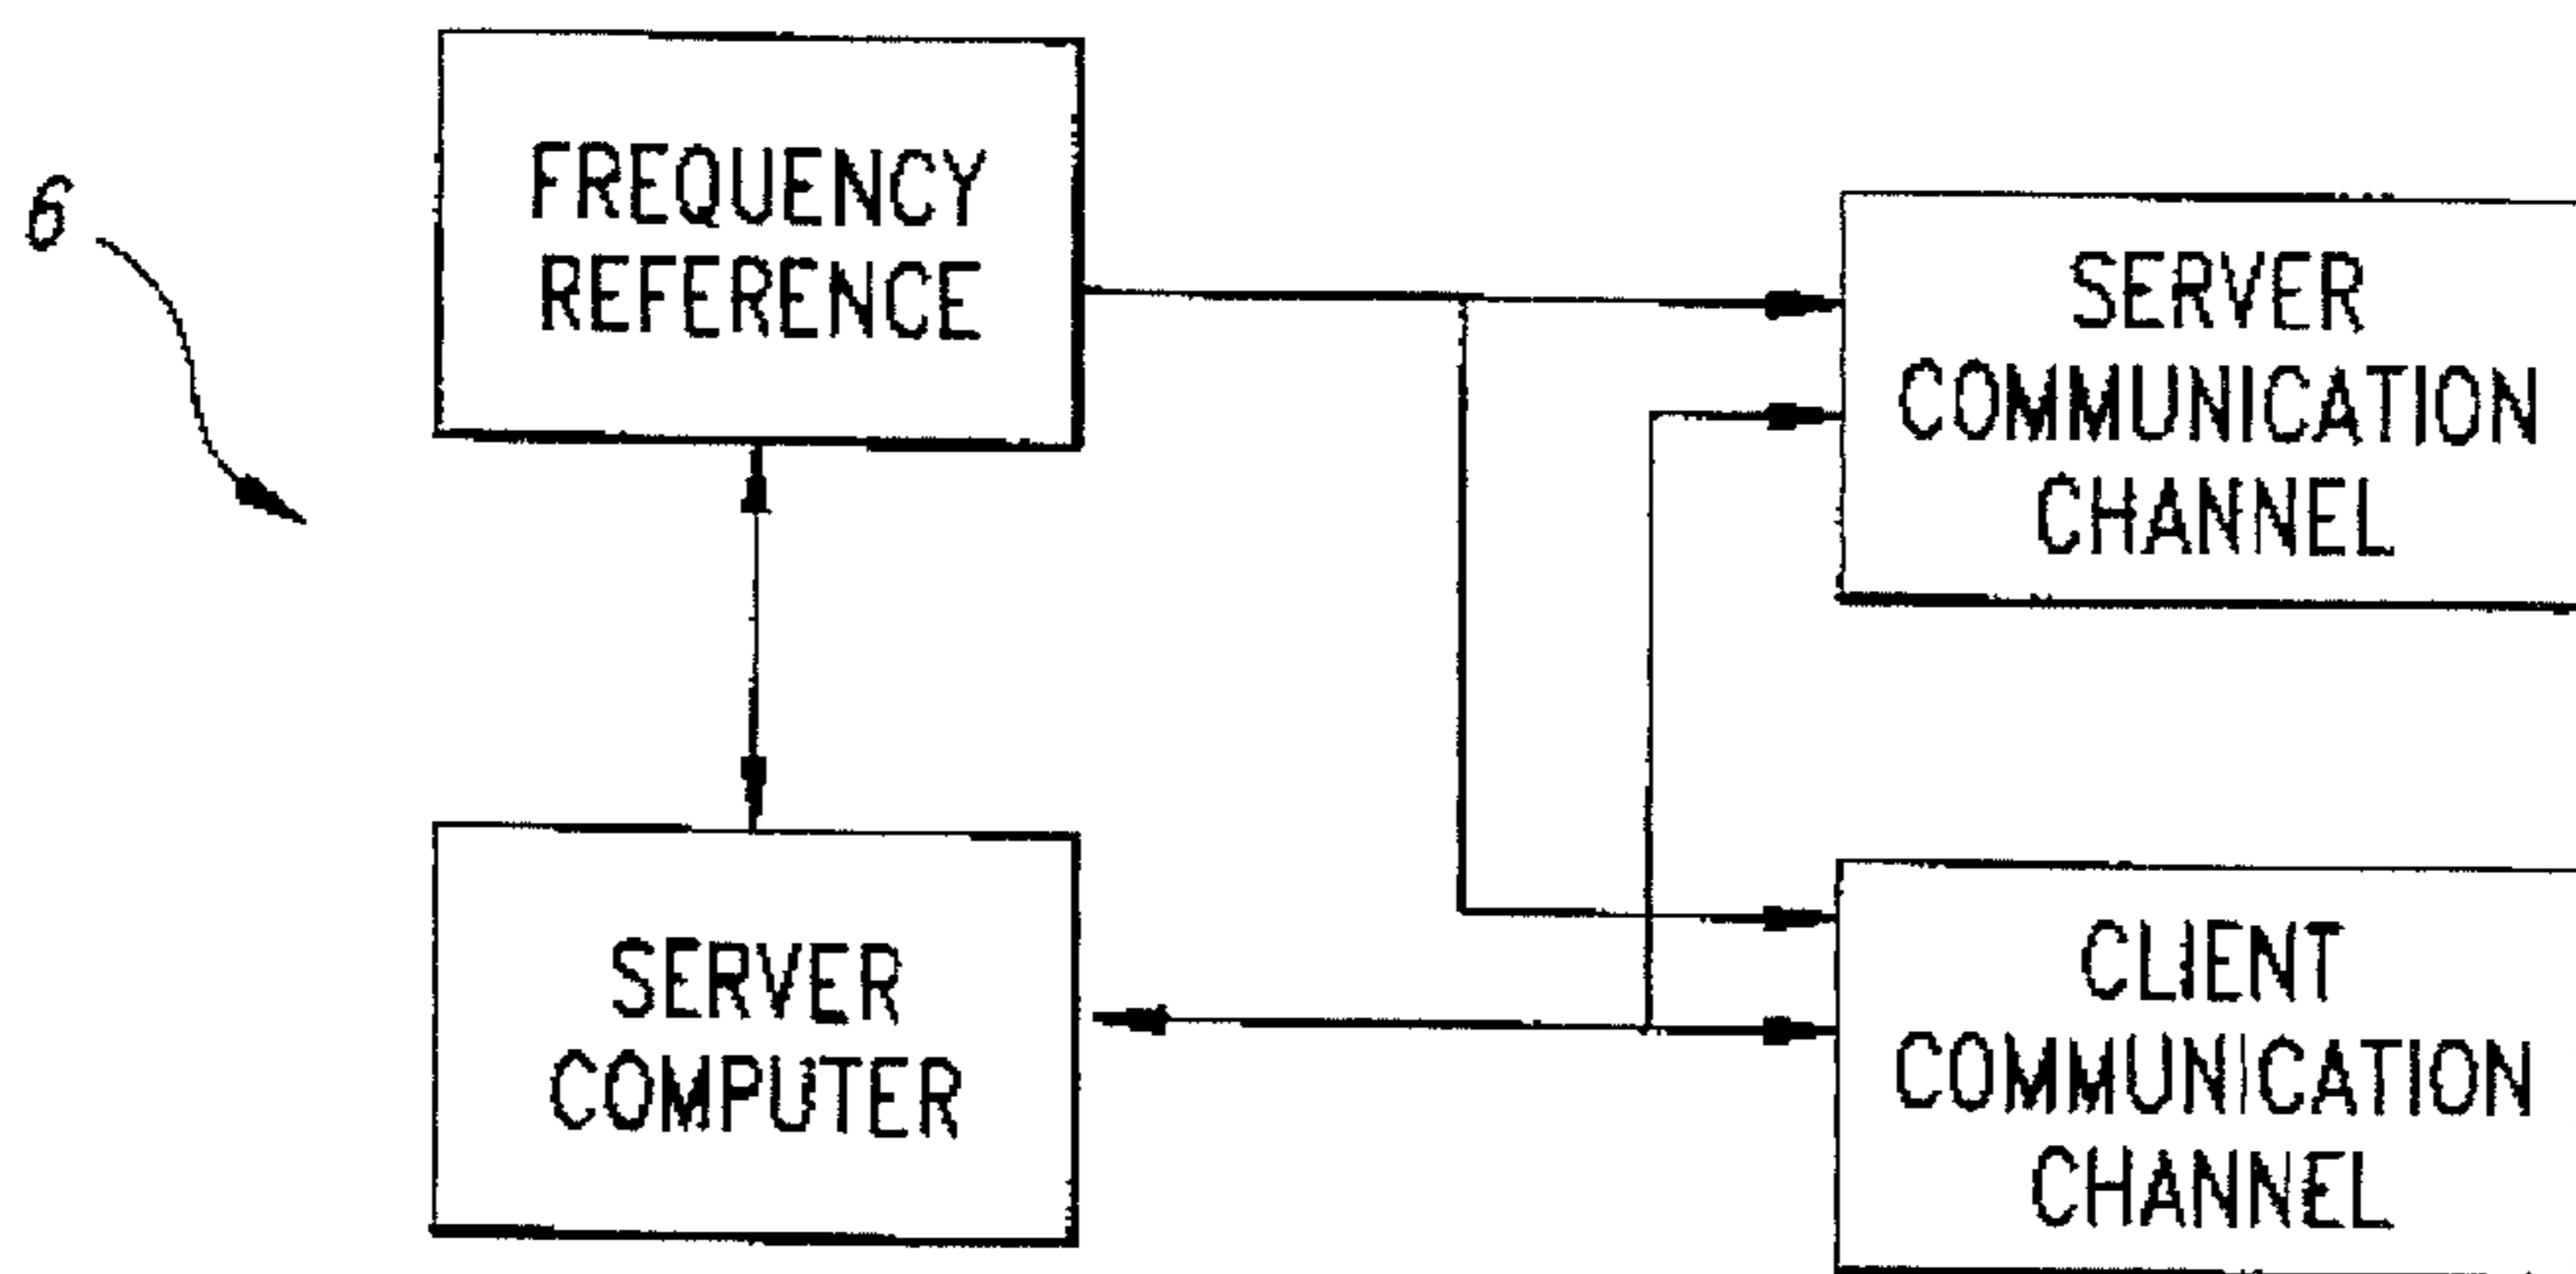 6
FREQUENCY
REFERENCE
SERVER
COMMUNICATION
CHANNEL
SERVER
COMPUTER
CLIENT
COMMUNICATION
CHANNEL